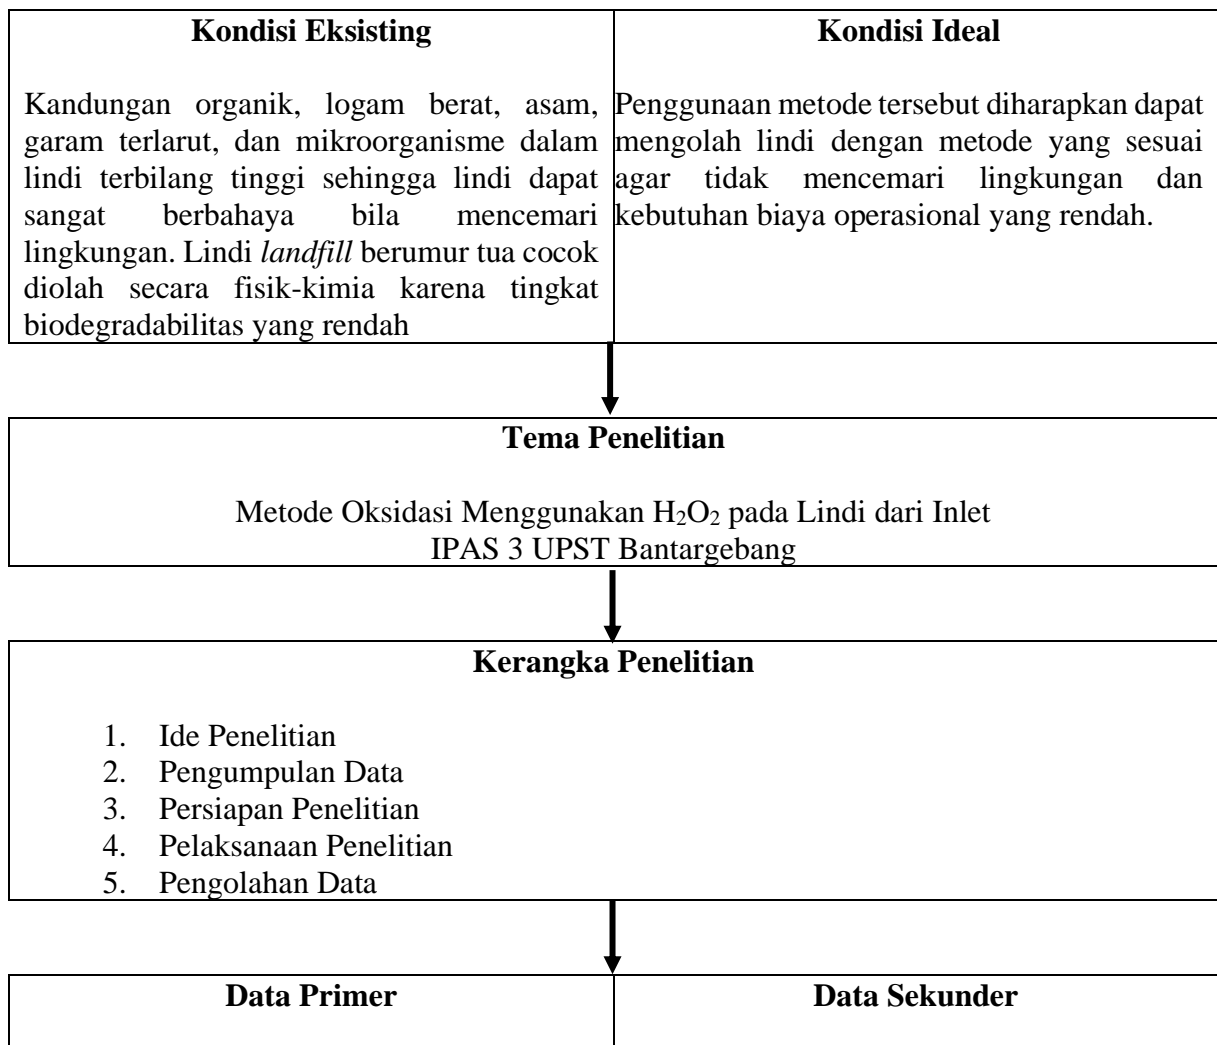 Kondisi Eksisting
Kandungan organik, logam berat, asam,
garam terlarut, dan mikroorganisme dalam
lindi terbilang tinggi sehingga lindi dapat
sangat berbahaya bila mencemari
lingkungan. Lindi landfill berumur tua cocok
diolah secara fisik-kimia karena tingkat
biodegradabilitas yang rendah
Kondisi Ideal
Penggunaan metode tersebut diharapkan dapat
mengolah lindi dengan metode yang sesuai
agar tidak mencemari lingkungan dan
kebutuhan biaya operasional yang rendah.
Tema Penelitian
Metode Oksidasi Menggunakan H₂O₂ pada Lindi dari Inlet
IPAS 3 UPST Bantargebang
Kerangka Penelitian
1. Ide Penelitian
2. Pengumpulan Data
3. Persiapan Penelitian
4. Pelaksanaan Penelitian
5. Pengolahan Data
Data Primer
Data Sekunder